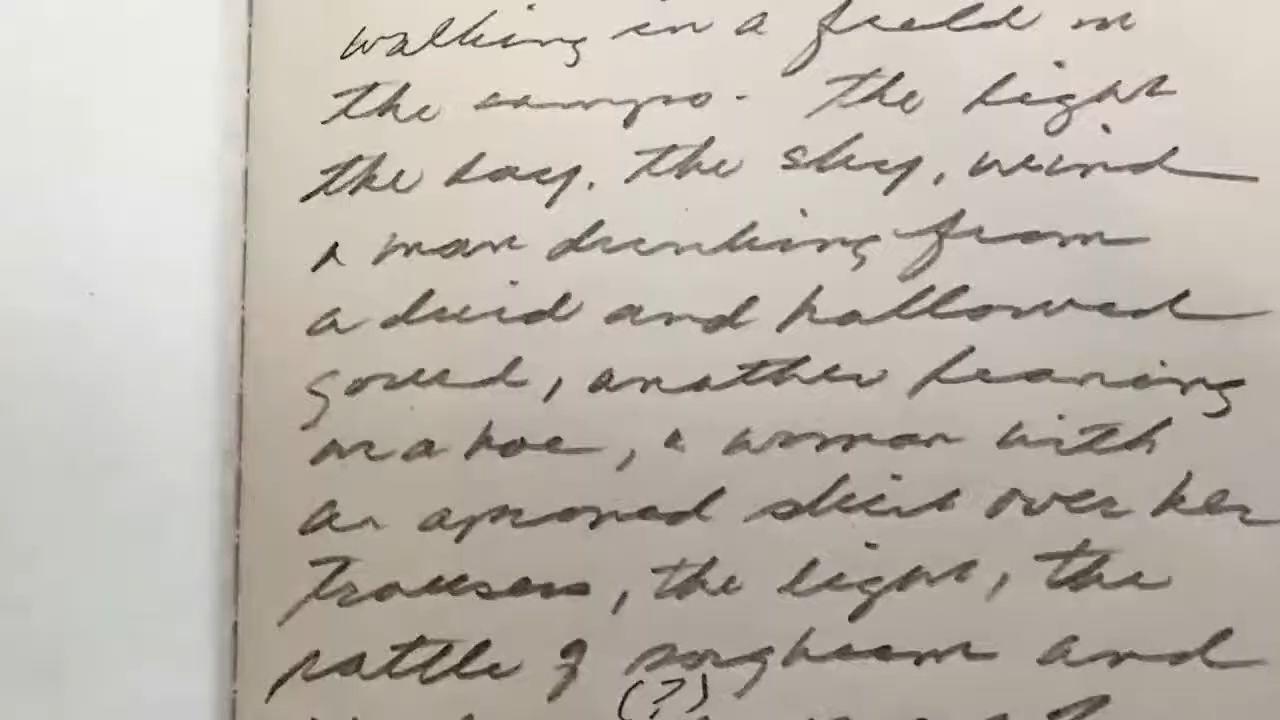 walking in a field in
the campo. The light
the day. The sky, wind
a man drinking from
a dried and hallowed
gourd, another leaning
on a hoe, a woman with
an aproned skirt over her
trousers, the light, the
rattle of sorghum and
(?)